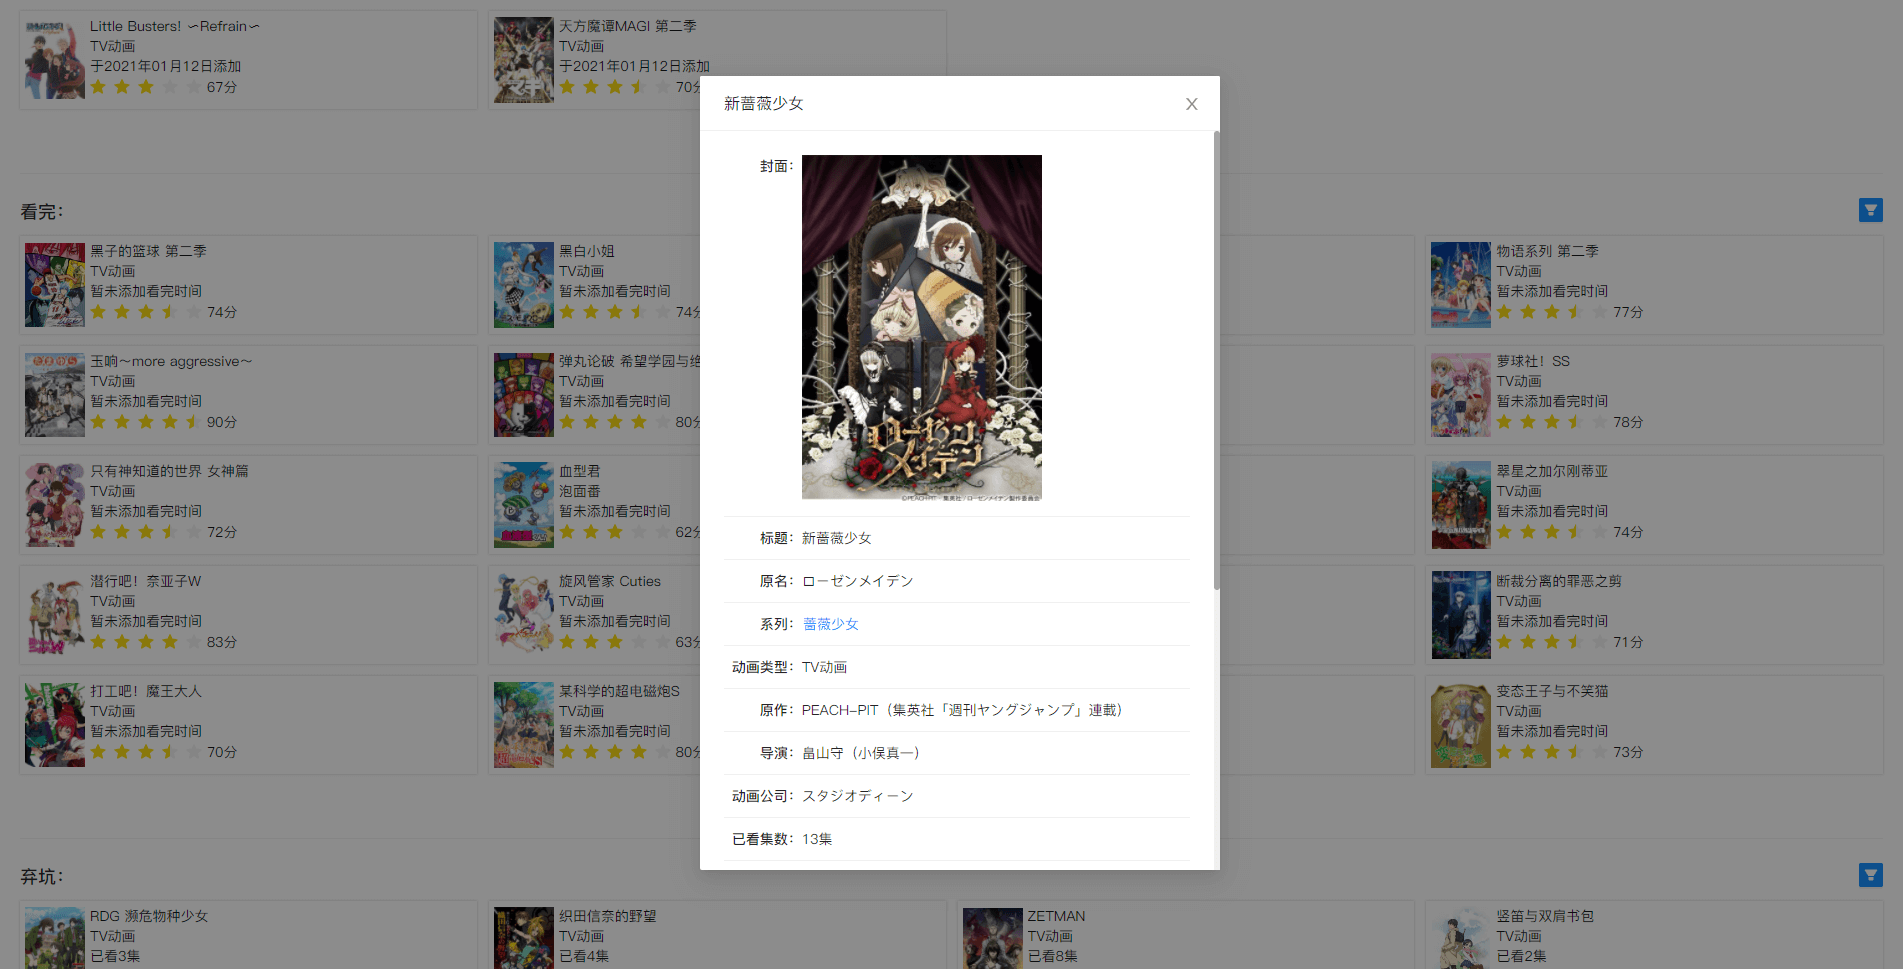 Little Busters! ～Refrain～
TV动画
于2021年01月12日添加
67分
天方魔谭MAGI 第二季
TV动画
于2021年01月12日添加
70分
看完：
黑子的篮球 第二季
TV动画
暂未添加看完时间
74分
黑白小姐
TV动画
暂未添加看完时间
74分
物语系列 第二季
TV动画
暂未添加看完时间
77分
玉响～more aggressive～
TV动画
暂未添加看完时间
90分
弹丸论破 希望学园与绝
TV动画
暂未添加看完时间
80分
萝球社！SS
TV动画
暂未添加看完时间
78分
只有神知道的世界 女神篇
TV动画
暂未添加看完时间
72分
血型君
泡面番
暂未添加看完时间
62分
翠星之加尔刚蒂亚
TV动画
暂未添加看完时间
74分
潜行吧！奈亚子W
TV动画
暂未添加看完时间
83分
旋风管家 Cuties
TV动画
暂未添加看完时间
63分
断裁分离的罪恶之剪
TV动画
暂未添加看完时间
71分
打工吧！魔王大人
TV动画
暂未添加看完时间
70分
某科学的超电磁炮S
TV动画
暂未添加看完时间
80分
变态王子与不笑猫
TV动画
暂未添加看完时间
73分
弃坑：
RDG 濒危物种少女
TV动画
已看3集
织田信奈的野望
TV动画
已看4集
ZETMAN
TV动画
已看8集
竖笛与双肩书包
TV动画
已看2集
新蔷薇少女
封面：
ローゼン
メイデン
©PEACH-PIT・集英社／ローゼンメイデン製作委員会
标题：新蔷薇少女
原名：ローゼンメイデン
系列：蔷薇少女
动画类型：TV动画
原作：PEACH-PIT（集英社「週刊ヤングジャンプ」連載）
导演：畠山守（小俣真一）
动画公司：スタジオディーン
已看集数：13集